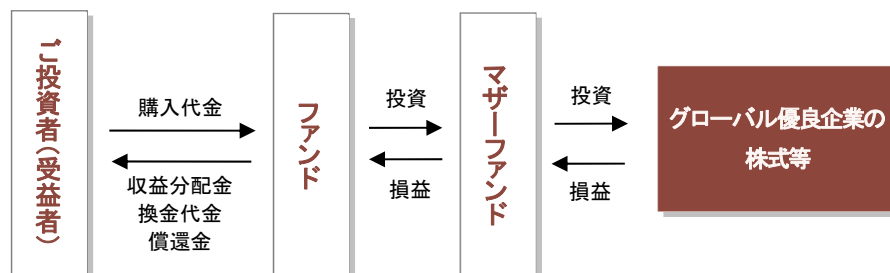 ご投資者（受益者）
購入代金
収益分配金
換金代金
償還金
ファンド
投資
損益
マザーファンド
投資
損益
グローバル優良企業の
株式等